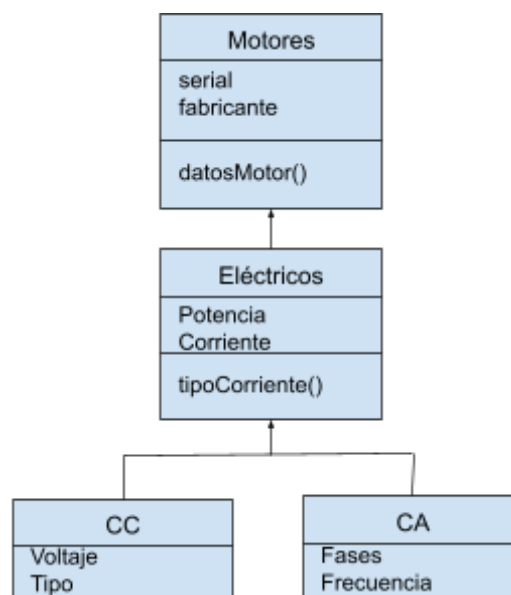 Motores
serial
fabricante
datosMotor()
Eléctricos
Potencia
Corriente
tipoCorriente()
CC
Voltaje
Tipo
CA
Fases
Frecuencia